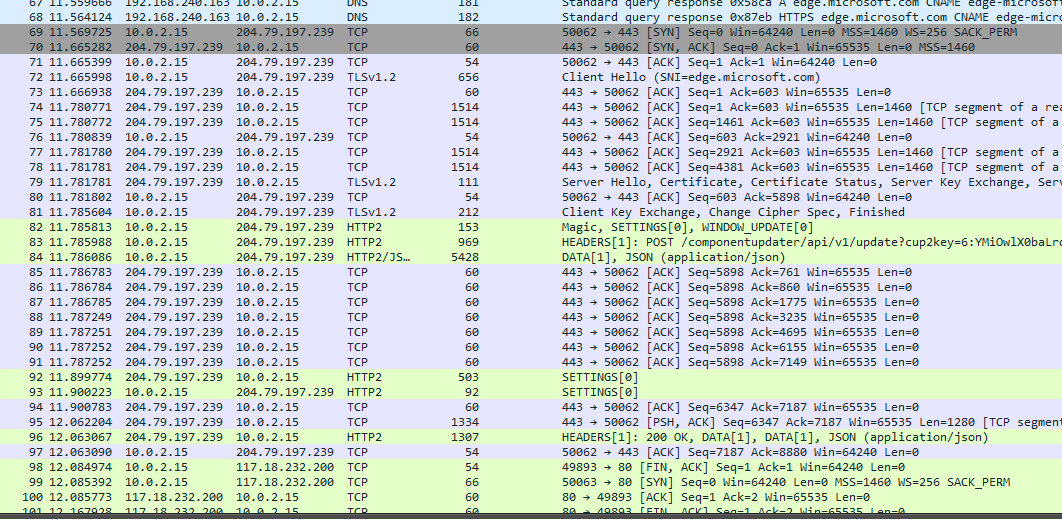 67 11.559666 192.168.240.163 10.0.2.15 DNS 181 Standard query response 0x58ca A edge.microsoft.com CNAME edge-microsoft
68 11.564124 192.168.240.163 10.0.2.15 DNS 182 Standard query response 0x87eb HTTPS edge.microsoft.com CNAME edge-micr
69 11.569725 10.0.2.15 204.79.197.239 TCP 66 50062 → 443 [SYN] Seq=0 Win=64240 Len=0 MSS=1460 WS=256 SACK_PERM
70 11.665282 204.79.197.239 10.0.2.15 TCP 60 443 → 50062 [SYN, ACK] Seq=0 Ack=1 Win=65535 Len=0 MSS=1460
71 11.665399 10.0.2.15 204.79.197.239 TCP 54 50062 → 443 [ACK] Seq=1 Ack=1 Win=64240 Len=0
72 11.665998 10.0.2.15 204.79.197.239 TLSv1.2 656 Client Hello (SNI=edge.microsoft.com)
73 11.666938 204.79.197.239 10.0.2.15 TCP 60 443 → 50062 [ACK] Seq=1 Ack=603 Win=65535 Len=0
74 11.780771 204.79.197.239 10.0.2.15 TCP 1514 443 → 50062 [ACK] Seq=1 Ack=603 Win=65535 Len=1460 [TCP segment of a rea
75 11.780772 204.79.197.239 10.0.2.15 TCP 1514 443 → 50062 [ACK] Seq=1461 Ack=603 Win=65535 Len=1460 [TCP segment of a
76 11.780839 10.0.2.15 204.79.197.239 TCP 54 50062 → 443 [ACK] Seq=603 Ack=2921 Win=64240 Len=0
77 11.781780 204.79.197.239 10.0.2.15 TCP 1514 443 → 50062 [ACK] Seq=2921 Ack=603 Win=65535 Len=1460 [TCP segment of a
78 11.781781 204.79.197.239 10.0.2.15 TCP 1514 443 → 50062 [ACK] Seq=4381 Ack=603 Win=65535 Len=1460 [TCP segment of a
79 11.781781 204.79.197.239 10.0.2.15 TLSv1.2 111 Server Hello, Certificate, Certificate Status, Server Key Exchange, Serv
80 11.781802 10.0.2.15 204.79.197.239 TCP 54 50062 → 443 [ACK] Seq=603 Ack=5898 Win=64240 Len=0
81 11.785604 10.0.2.15 204.79.197.239 TLSv1.2 212 Client Key Exchange, Change Cipher Spec, Finished
82 11.785813 10.0.2.15 204.79.197.239 HTTP2 153 Magic, SETTINGS[0], WINDOW_UPDATE[0]
83 11.785988 10.0.2.15 204.79.197.239 HTTP2 969 HEADERS[1]: POST /componentupdater/api/v1/update?cup2key=6:YMiOwlX0baLr
84 11.786086 10.0.2.15 204.79.197.239 HTTP2/JS… 5428 DATA[1], JSON (application/json)
85 11.786783 204.79.197.239 10.0.2.15 TCP 60 443 → 50062 [ACK] Seq=5898 Ack=761 Win=65535 Len=0
86 11.786784 204.79.197.239 10.0.2.15 TCP 60 443 → 50062 [ACK] Seq=5898 Ack=860 Win=65535 Len=0
87 11.786785 204.79.197.239 10.0.2.15 TCP 60 443 → 50062 [ACK] Seq=5898 Ack=1775 Win=65535 Len=0
88 11.787249 204.79.197.239 10.0.2.15 TCP 60 443 → 50062 [ACK] Seq=5898 Ack=3235 Win=65535 Len=0
89 11.787251 204.79.197.239 10.0.2.15 TCP 60 443 → 50062 [ACK] Seq=5898 Ack=4695 Win=65535 Len=0
90 11.787252 204.79.197.239 10.0.2.15 TCP 60 443 → 50062 [ACK] Seq=5898 Ack=6155 Win=65535 Len=0
91 11.787252 204.79.197.239 10.0.2.15 TCP 60 443 → 50062 [ACK] Seq=5898 Ack=7149 Win=65535 Len=0
92 11.899774 204.79.197.239 10.0.2.15 HTTP2 503 SETTINGS[0]
93 11.900223 10.0.2.15 204.79.197.239 HTTP2 92 SETTINGS[0]
94 11.900783 204.79.197.239 10.0.2.15 TCP 60 443 → 50062 [ACK] Seq=6347 Ack=7187 Win=65535 Len=0
95 12.062204 204.79.197.239 10.0.2.15 TCP 1334 443 → 50062 [PSH, ACK] Seq=6347 Ack=7187 Win=65535 Len=1280 [TCP segment
96 12.063067 204.79.197.239 10.0.2.15 HTTP2 1307 HEADERS[1]: 200 OK, DATA[1], DATA[1], JSON (application/json)
97 12.063090 10.0.2.15 204.79.197.239 TCP 54 50062 → 443 [ACK] Seq=7187 Ack=8880 Win=64240 Len=0
98 12.084974 10.0.2.15 117.18.232.200 TCP 54 49893 → 80 [FIN, ACK] Seq=1 Ack=1 Win=64240 Len=0
99 12.085392 10.0.2.15 117.18.232.200 TCP 66 50063 → 80 [SYN] Seq=0 Win=64240 Len=0 MSS=1460 WS=256 SACK_PERM
100 12.085773 117.18.232.200 10.0.2.15 TCP 60 80 → 49893 [ACK] Seq=1 Ack=2 Win=65535 Len=0
101 12.167928 117.18.232.200 10.0.2.15 TCP 60 80 → 49893 [FIN, ACK] Seq=1 Ack=2 Win=65535 Len=0